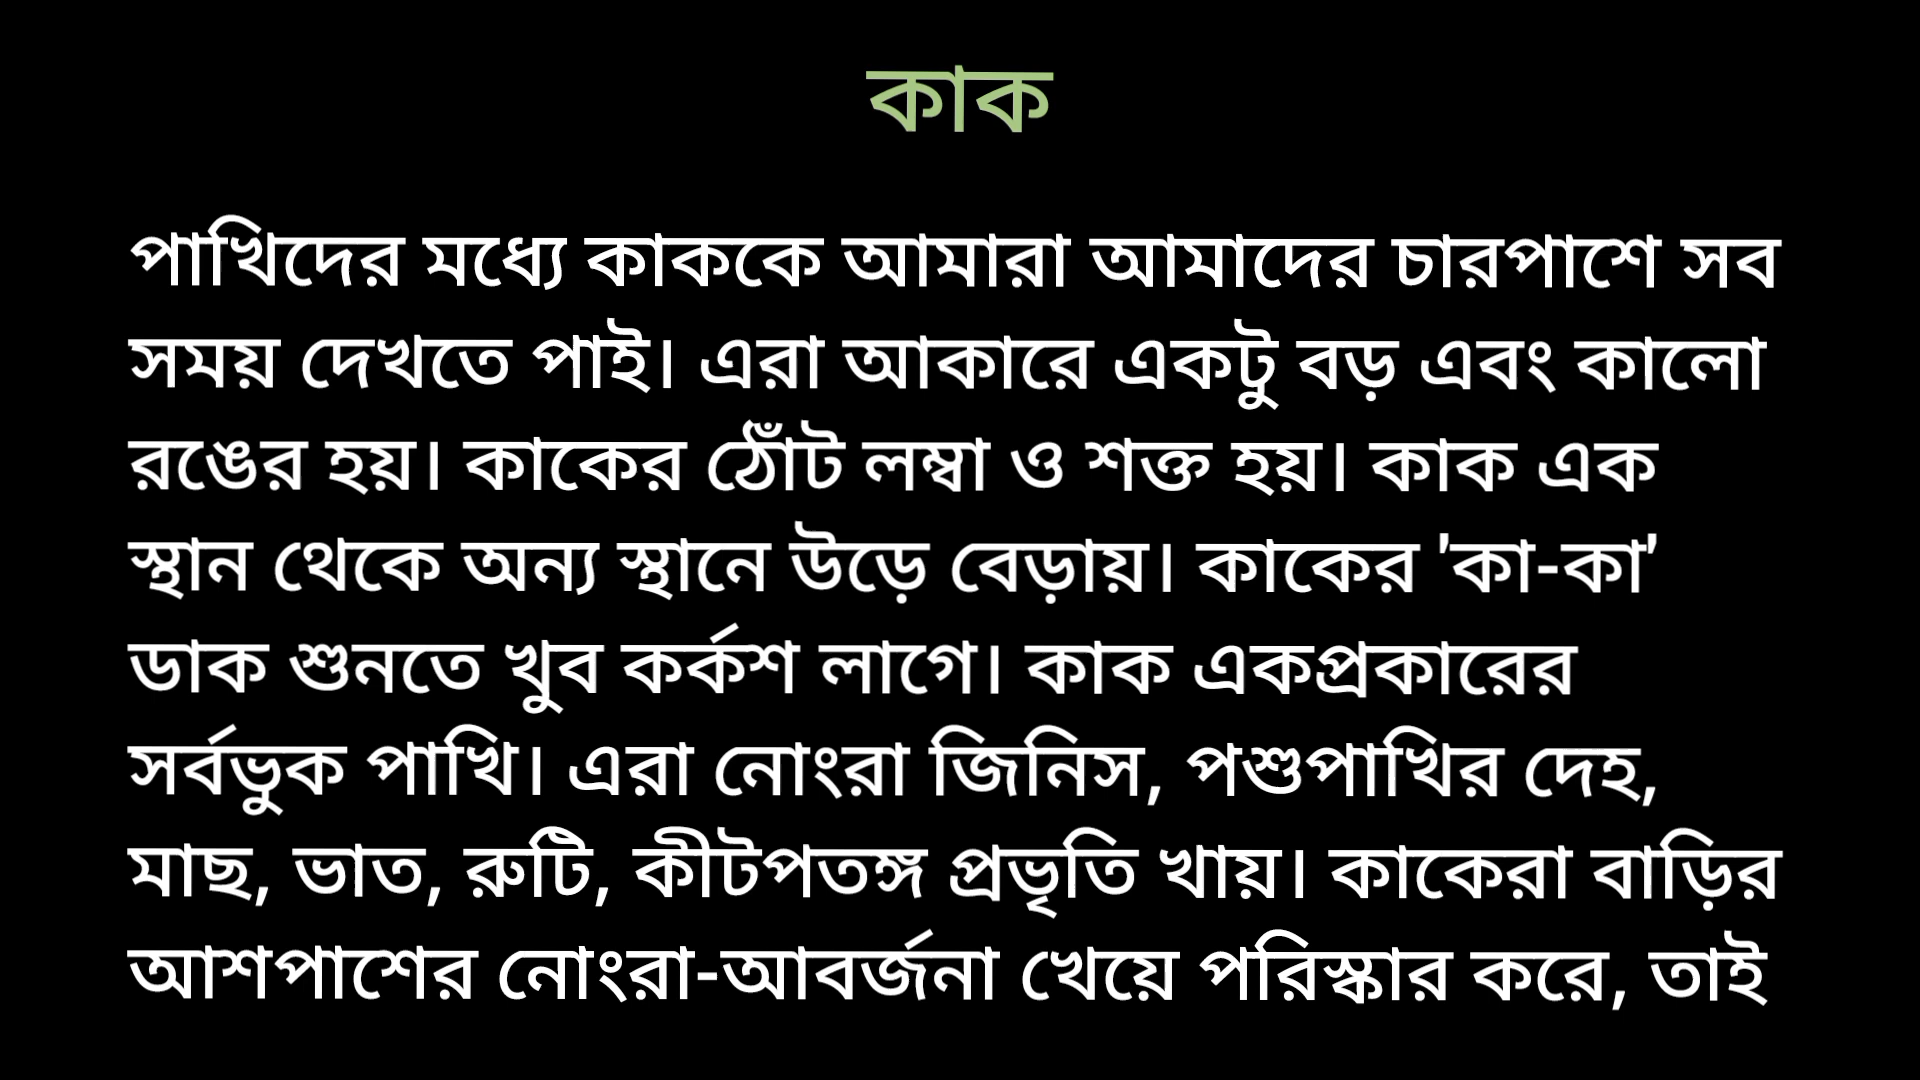 কাক
পাখিদের মধ্যে কাককে আমারা আমাদের চারপাশে সব
সময় দেখতে পাই। এরা আকারে একটু বড় এবং কালো
রঙের হয়। কাকের ঠোঁট লম্বা ও শক্ত হয়। কাক এক
স্থান থেকে অন্য স্থানে উড়ে বেড়ায়। কাকের 'কা-কা'
ডাক শুনতে খুব কর্কশ লাগে। কাক একপ্রকারের
সর্বভুক পাখি। এরা নোংরা জিনিস, পশুপাখির দেহ,
মাছ, ভাত, রুটি, কীটপতঙ্গ প্রভৃতি খায়। কাকেরা বাড়ির
আশপাশের নোংরা-আবর্জনা খেয়ে পরিস্কার করে, তাই